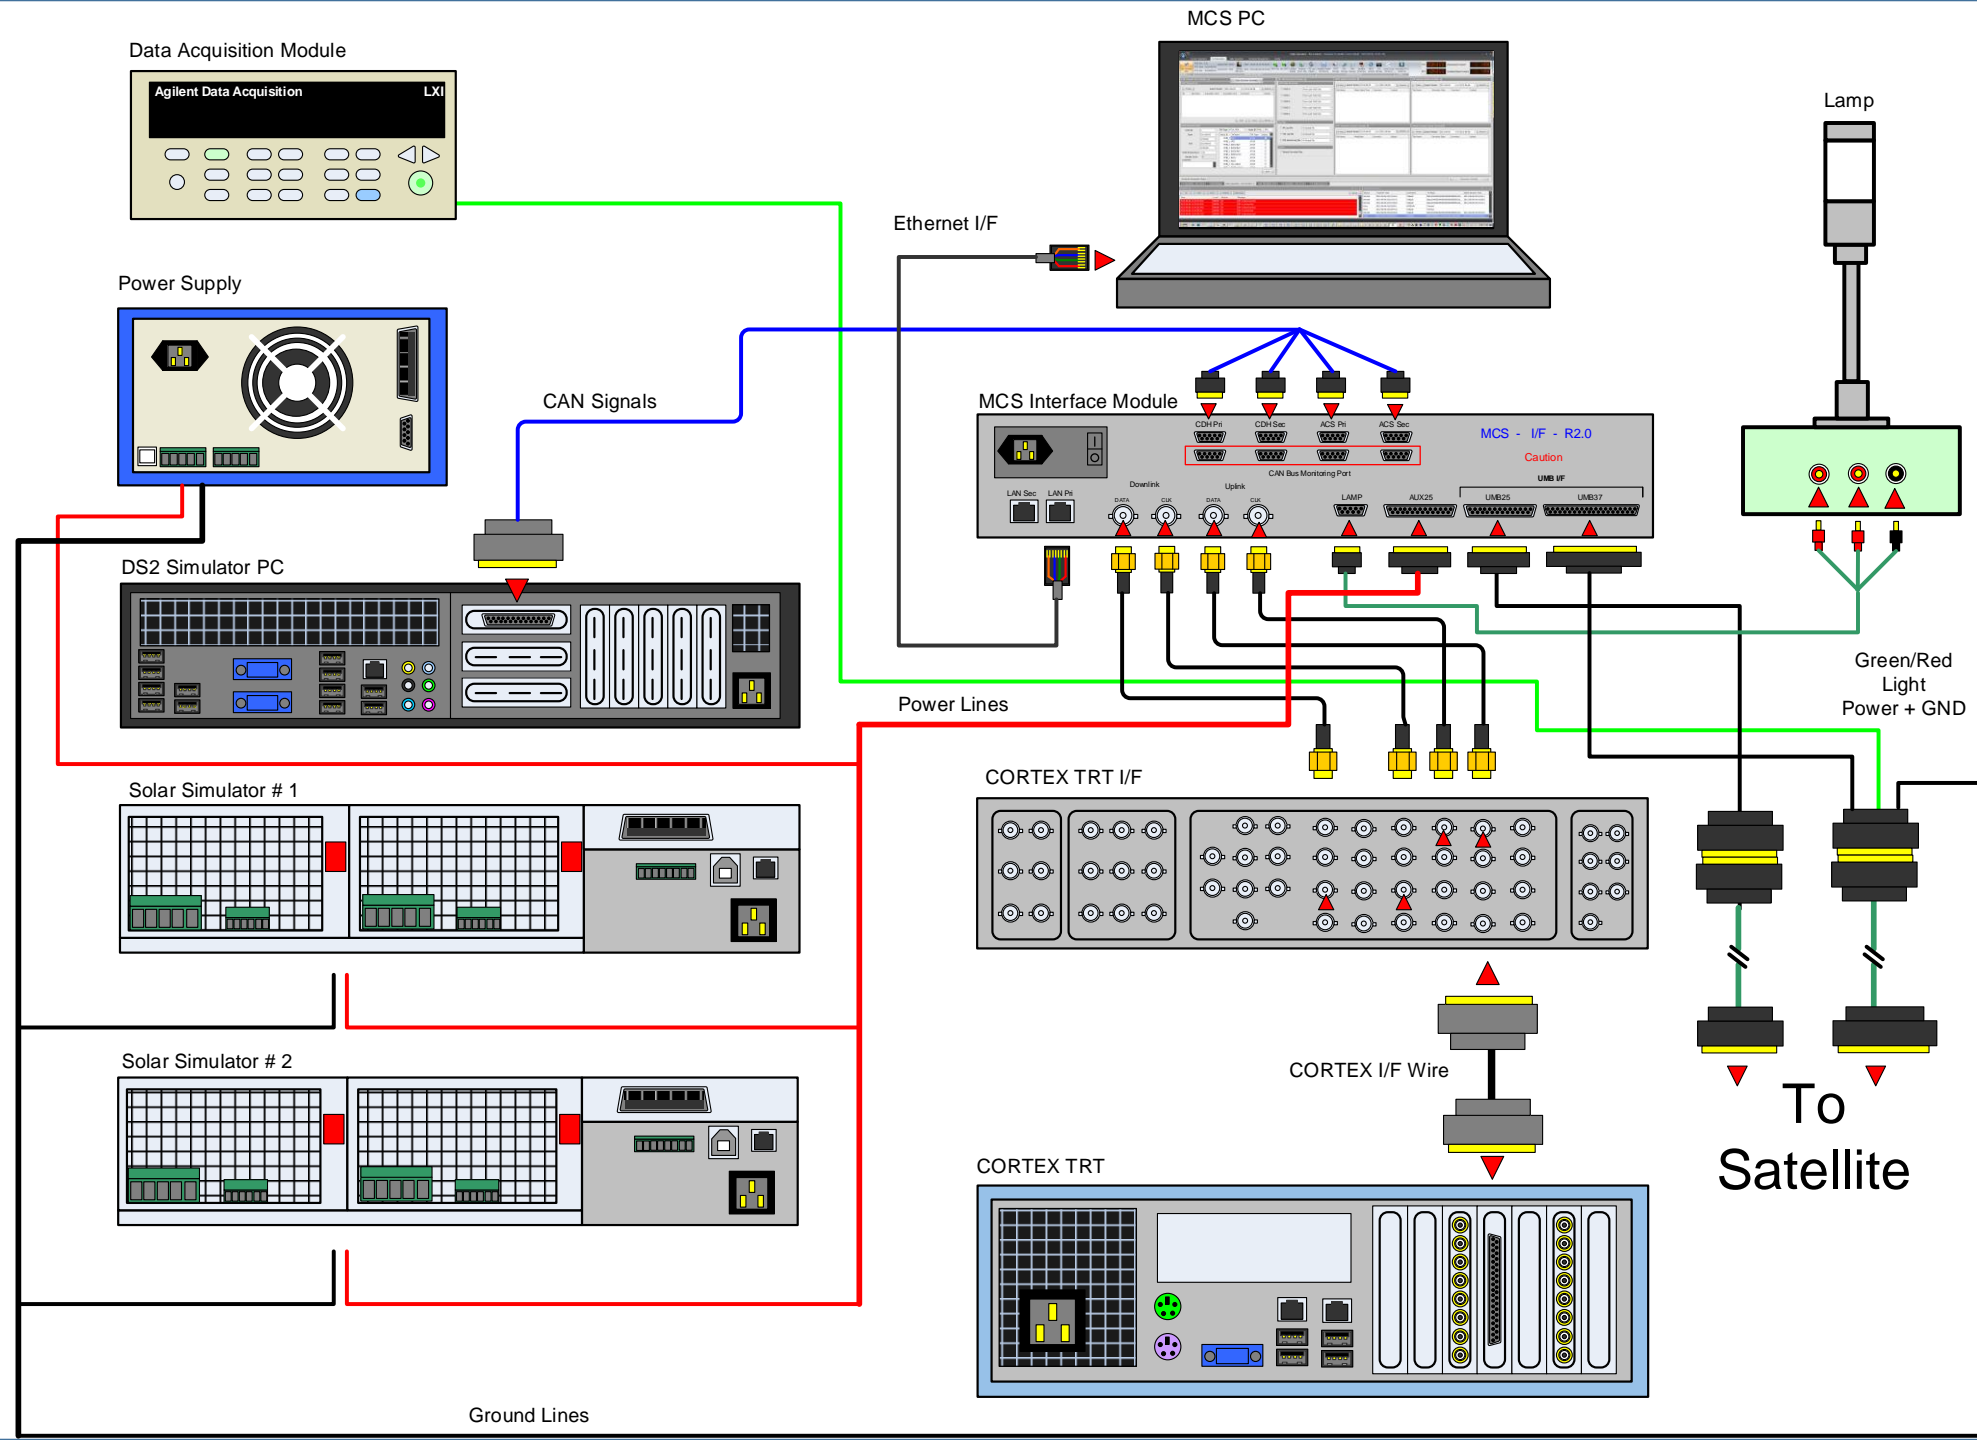 MCS PC
Data Acquisition Module
Agilent Data Acquisition
LXI
Lamp
Ethernet I/F
Power Supply
CAN Signals
MCS Interface Module
CDH Pri
CDH Sec
ACS Pri
ACS Sec
MCS - I/F - R2.0
Caution
CAN Bus Monitoring Port
UMB I/F
Downlink
Uplink
LAN Sec
LAN Pri
DATA
CLK
DATA
CLK
LAMP
AUX25
UMB25
UMB37
DS2 Simulator PC
Green/Red
Light
Power + GND
Power Lines
CORTEX TRT I/F
Solar Simulator # 1
Solar Simulator # 2
CORTEX I/F Wire
To
Satellite
CORTEX TRT
Ground Lines